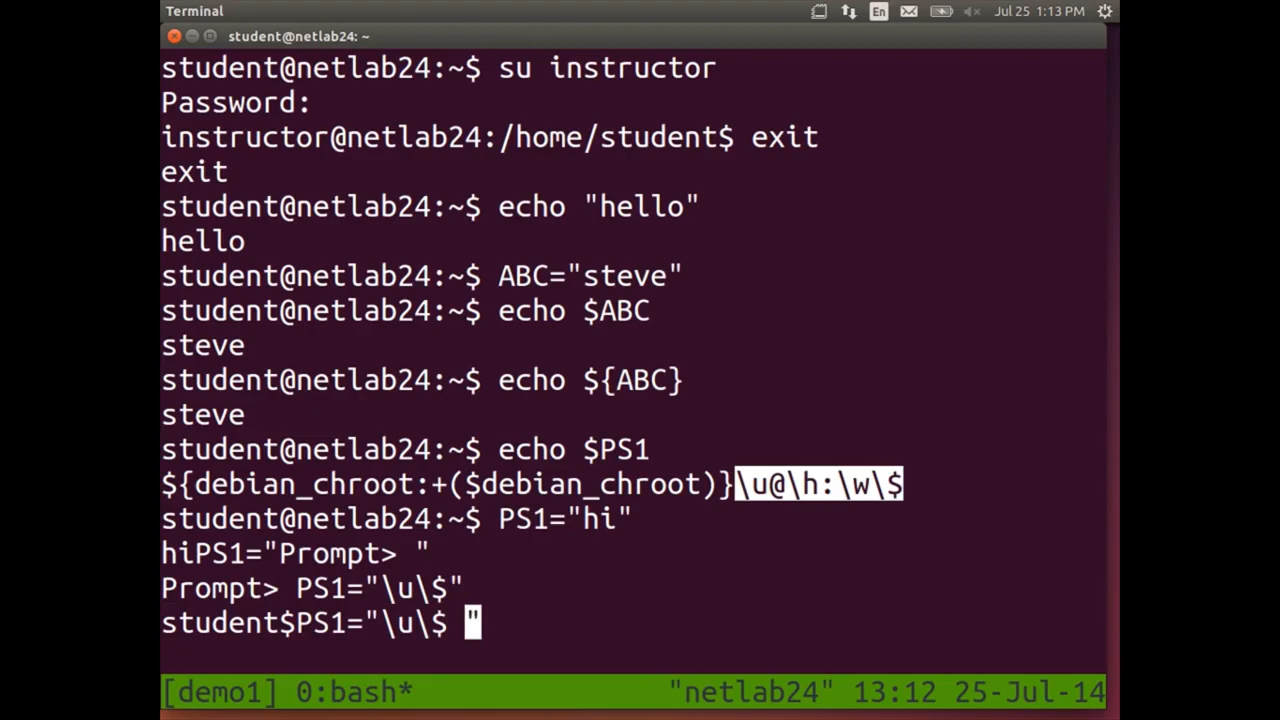 Terminal En Jul 25 1:13 PM
student@netlab24: ~
student@netlab24:~$ su instructor
Password:
instructor@netlab24:/home/student$ exit
exit
student@netlab24:~$ echo "hello"
hello
student@netlab24:~$ ABC="steve"
student@netlab24:~$ echo $ABC
steve
student@netlab24:~$ echo ${ABC}
steve
student@netlab24:~$ echo $PS1
${debian_chroot:+($debian_chroot)}\u@\h:\w\$
student@netlab24:~$ PS1="hi"
hiPS1="Prompt> "
Prompt> PS1="\u\$"
student$PS1="\u\$ "
[demo1] 0:bash* "netlab24" 13:12 25-Jul-14